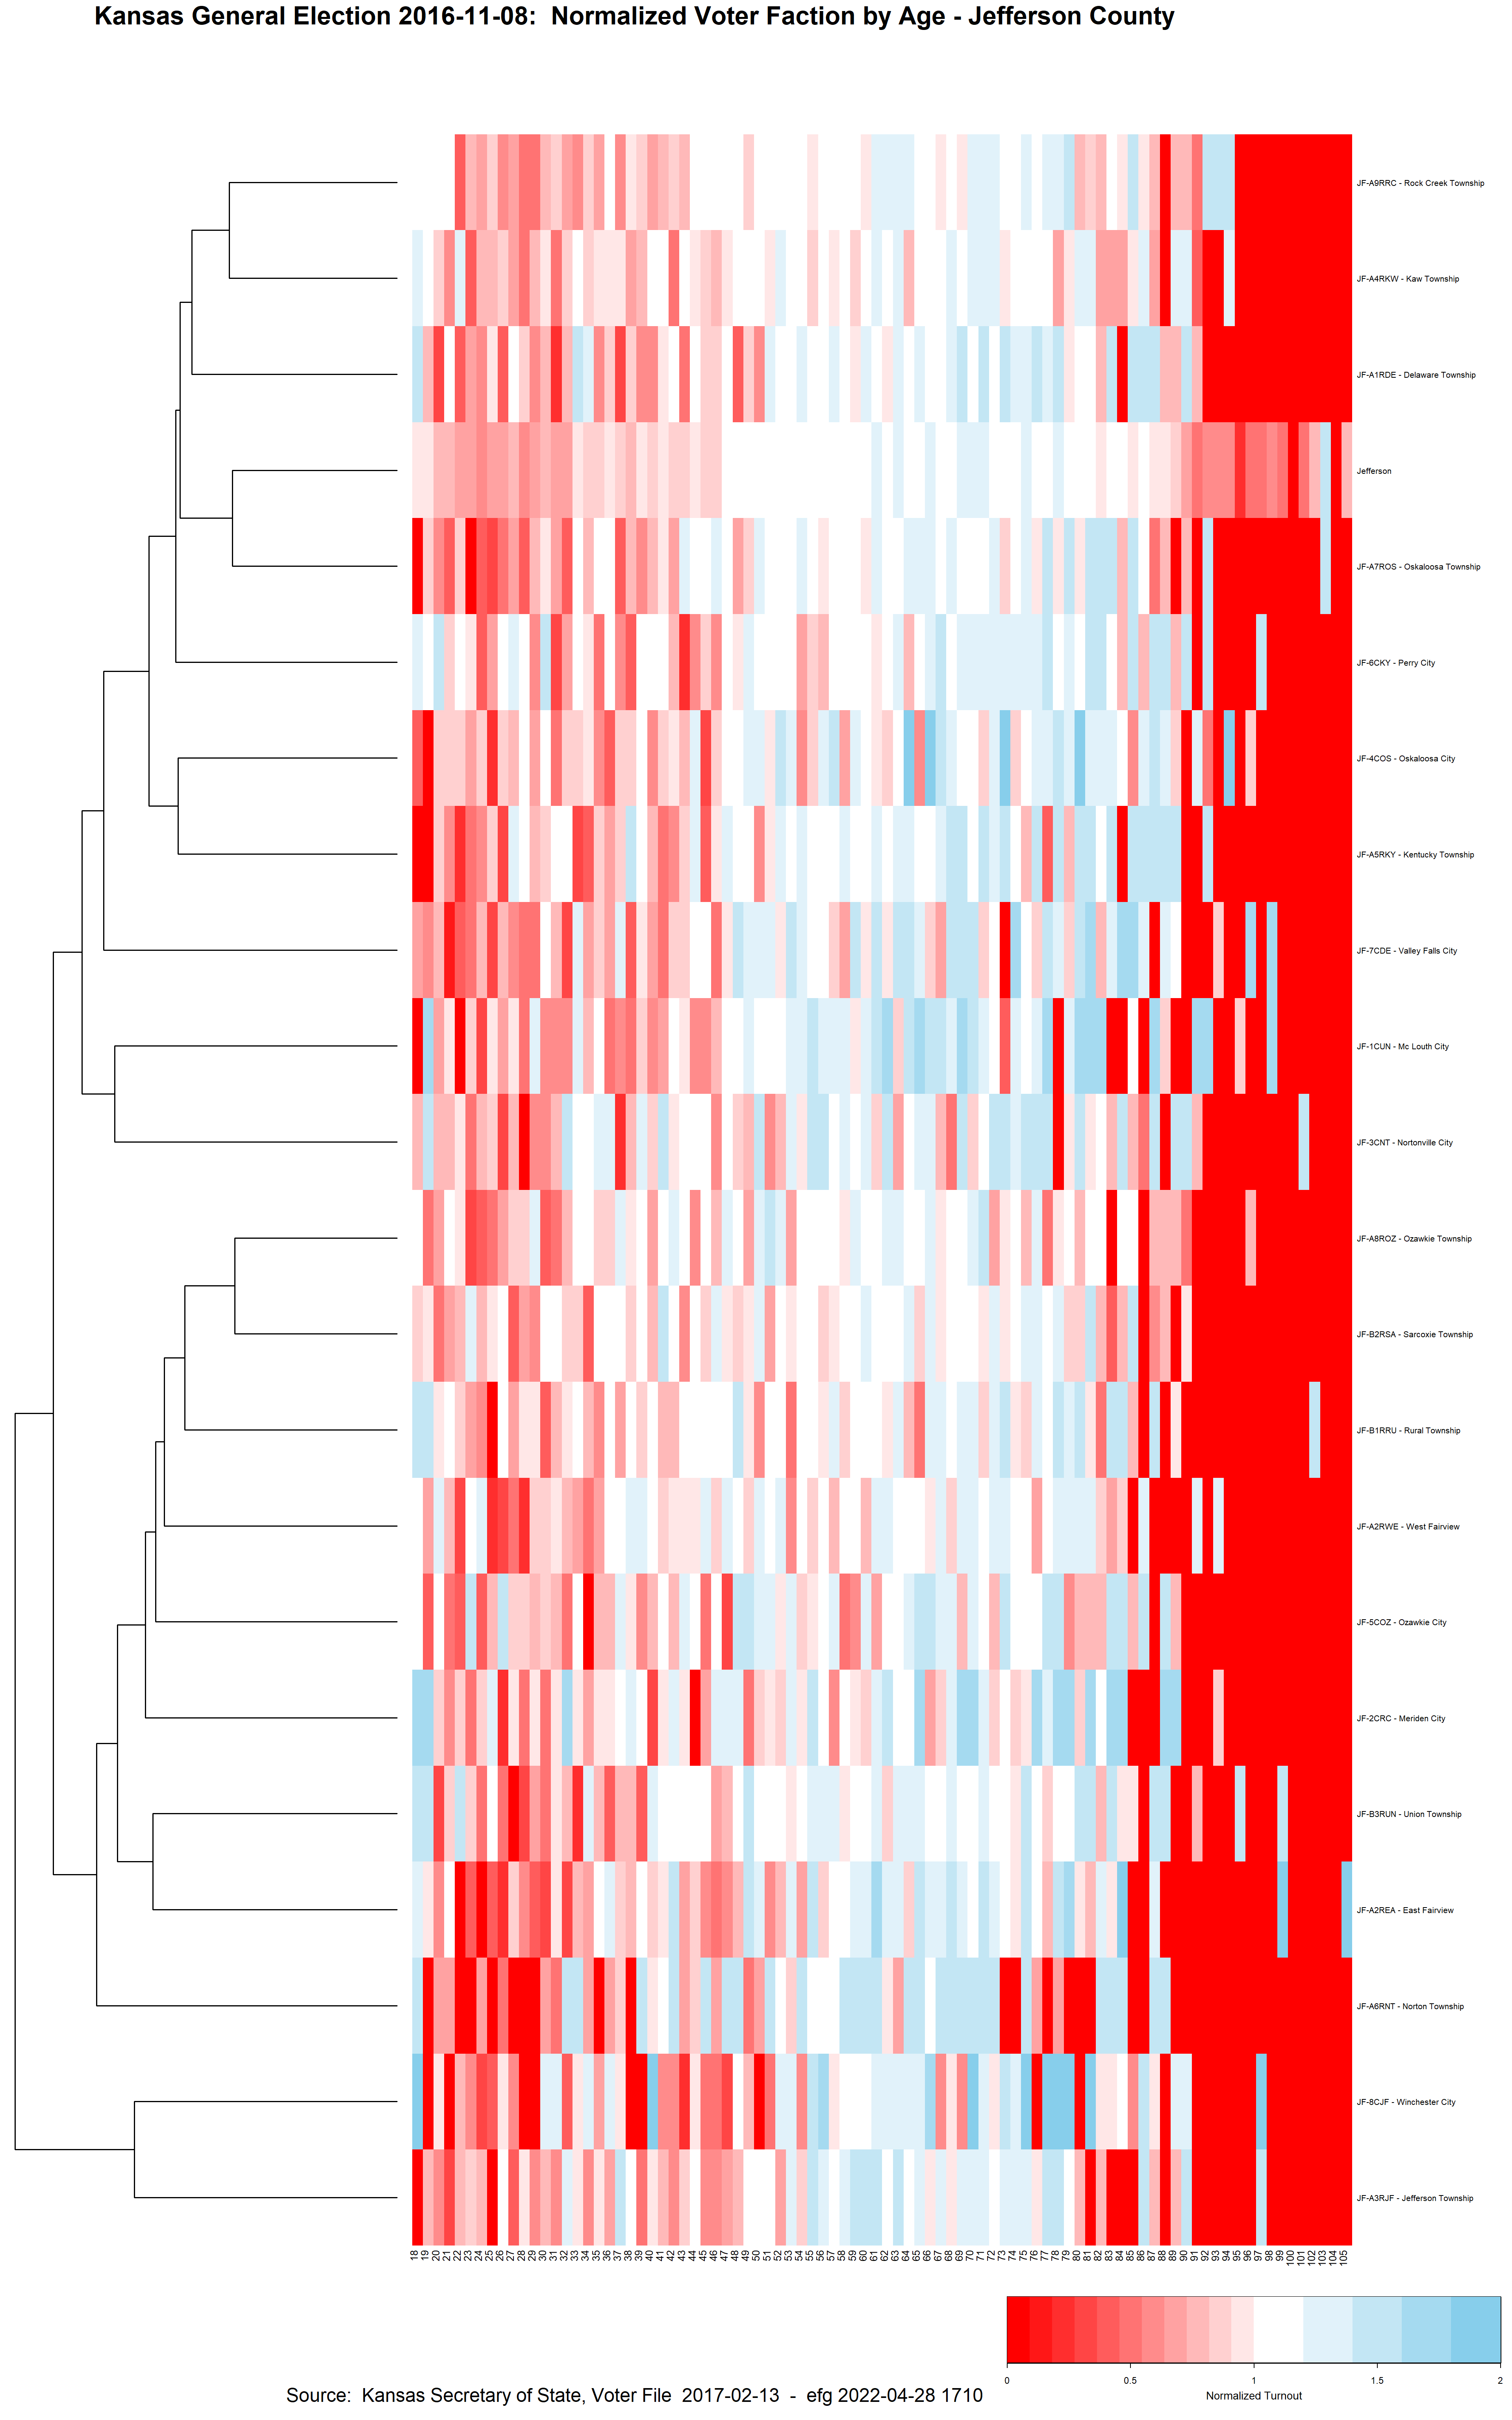 Kansas General Election 2016-11-08:  Normalized Voter Faction by Age - Jefferson County
JF-A9RRC - Rock Creek Township
JF-A4RKW - Kaw Township
JF-A1RDE - Delaware Township
Jefferson
JF-A7ROS - Oskaloosa Township
JF-6CKY - Perry City
JF-4COS - Oskaloosa City
JF-A5RKY - Kentucky Township
JF-7CDE - Valley Falls City
JF-1CUN - Mc Louth City
JF-3CNT - Nortonville City
JF-A8ROZ - Ozawkie Township
JF-B2RSA - Sarcoxie Township
JF-B1RRU - Rural Township
JF-A2RWE - West Fairview
JF-5COZ - Ozawkie City
JF-2CRC - Meriden City
JF-B3RUN - Union Township
JF-A2REA - East Fairview
JF-A6RNT - Norton Township
JF-8CJF - Winchester City
JF-A3RJF - Jefferson Township
18 19 20 21 22 23 24 25 26 27 28 29 30 31 32 33 34 35 36 37 38 39 40 41 42 43 44 45 46 47 48 49 50 51 52 53 54 55 56 57 58 59 60 61 62 63 64 65 66 67 68 69 70 71 72 73 74 75 76 77 78 79 80 81 82 83 84 85 86 87 88 89 90 91 92 93 94 95 96 97 98 99 100 101 102 103 104 105
0 0.5 1 1.5 2
Normalized Turnout
Source:  Kansas Secretary of State, Voter File  2017-02-13  -  efg 2022-04-28 1710